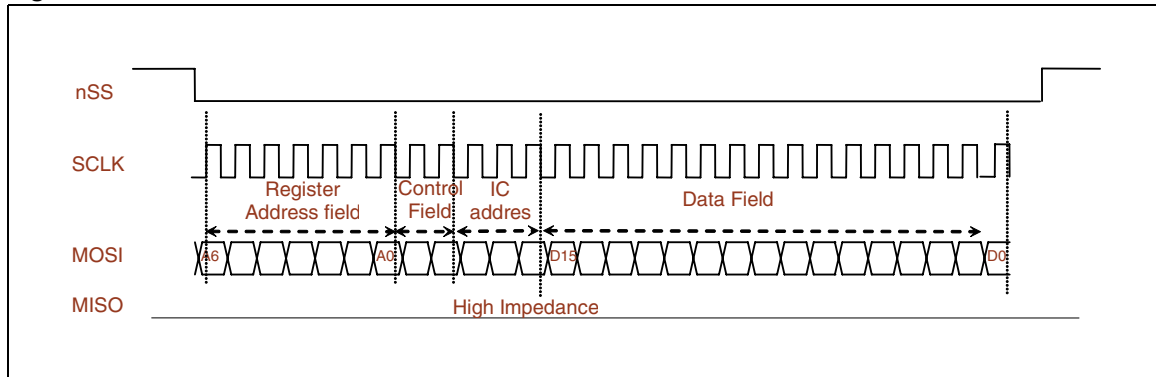 nSS
SCLK
Register
Address field
Control
Field
IC
addres
Data Field
MOSI
A6
A0
D15
D0
MISO
High Impedance